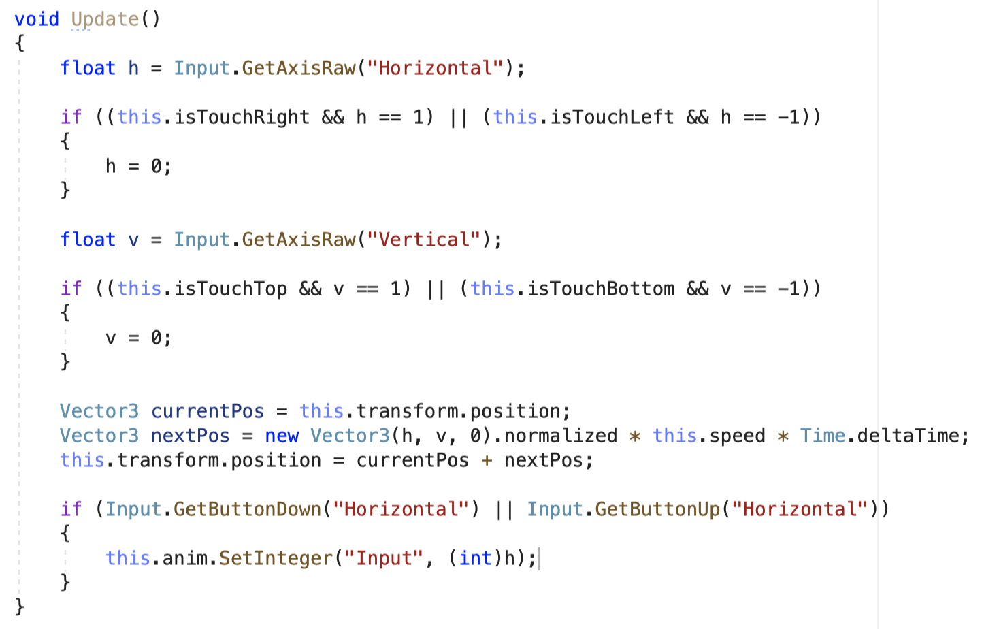 void Update()
{
    float h = Input.GetAxisRaw("Horizontal");

    if ((this.isTouchRight && h == 1) || (this.isTouchLeft && h == -1))
    {
        h = 0;
    }

    float v = Input.GetAxisRaw("Vertical");

    if ((this.isTouchTop && v == 1) || (this.isTouchBottom && v == -1))
    {
        v = 0;
    }

    Vector3 currentPos = this.transform.position;
    Vector3 nextPos = new Vector3(h, v, 0).normalized * this.speed * Time.deltaTime;
    this.transform.position = currentPos + nextPos;

    if (Input.GetButtonDown("Horizontal") || Input.GetButtonUp("Horizontal"))
    {
        this.anim.SetInteger("Input", (int)h);
    }
}